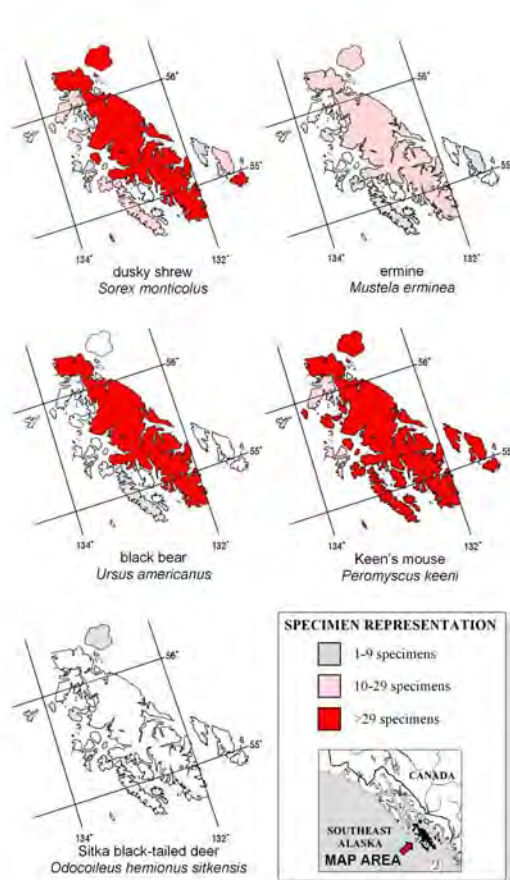 56°
55°
134°
132°
dusky shrew
Sorex monticolus
56°
55°
134°
132°
ermine
Mustela erminea
56°
55°
134°
132°
black bear
Ursus americanus
56°
55°
134°
132°
Keen's mouse
Peromyscus keeni
56°
55°
134°
132°
Sitka black-tailed deer
Odocoileus hemionus sitkensis
SPECIMEN REPRESENTATION
1-9 specimens
10-29 specimens
>29 specimens
CANADA
SOUTHEAST
ALASKA
MAP AREA